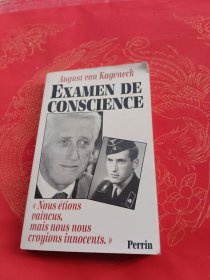 August von Kageneck
EXAMEN DE
CONSCIENCE
« Nous étions
vaincus,
mais nous nous
croyions innocents. »
Perrin